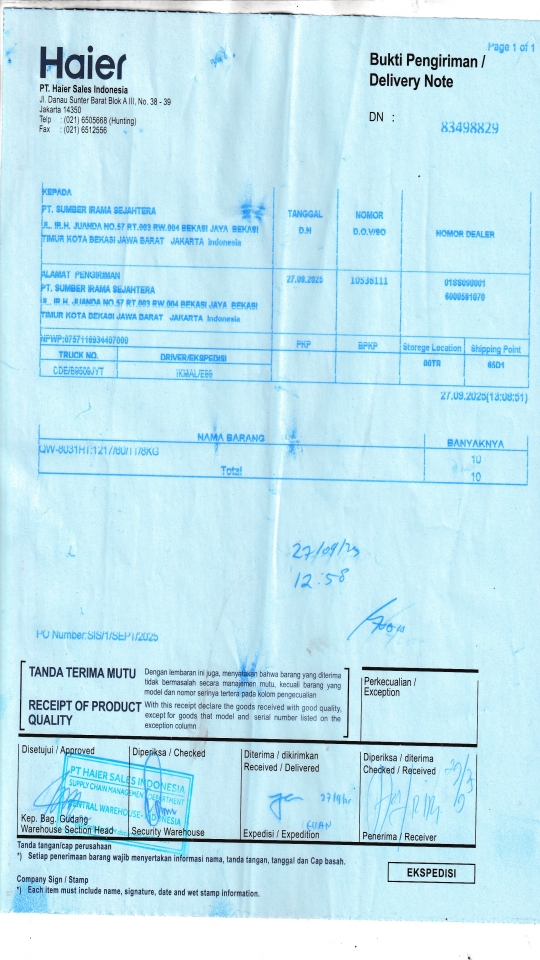 Page 1 of 1
Haier
PT. Haier Sales Indonesia
Jl. Danau Sunter Barat Blok A III, No. 38 - 39
Jakarta 14350
Telp : (021) 6505668 (Hunting)
Fax : (021) 6512556
Bukti Pengiriman /
Delivery Note
DN :
83498829
KEPADA
PT. SUMBER IRAMA SEJAHTERA
JL. IR.H. JUANDA NO.57 RT.003 RW.004 BEKASI JAYA BEKASI
TIMUR KOTA BEKASI JAWA BARAT JAKARTA Indonesia
TANGGAL
D.N
NOMOR
D.O./SO
NOMOR DEALER
ALAMAT PENGIRIMAN
PT. SUMBER IRAMA SEJAHTERA
JL. IR.H. JUANDA NO.57 RT.003 RW.004 BEKASI JAYA BEKASI
TIMUR KOTA BEKASI JAWA BARAT JAKARTA Indonesia
27.09.2025
10536111
NPWP:
TRUCK NO.
DRIVER/EKSPEDISI
PKP
BPKP
Storege Location
Shipping Point
CDE/B9509JYT
IKMAL/E99
27.09.2025(13:08:51)
NAMA BARANG
BANYAKNYA
QW-8031HT:1217/60/11/8KG
10
Total
10
27/09/25
12:58
PO Number:SIS/1/SEPT/2025
TANDA TERIMA MUTU
Dengan lembaran ini juga, menyatakan bahwa barang yang diterima
tidak bermasalah secara manajemen mutu, kecuali barang yang
model dan nomor serinya tertera pada kolom pengecualian
RECEIPT OF PRODUCT
QUALITY
With this receipt declare the goods received with good quality,
except for goods that model and serial number listed on the
exception column
Perkecualian /
Exception
Disetujui / Approved
Diperiksa / Checked
Diterima / dikirimkan
Received / Delivered
Diperiksa / diterima
Checked / Received
PT HAIER SALES INDONESIA
SUPPLY CHAIN MANAGEMENT DEPARTMENT
CENTRAL WAREHOUSE
Kep. Bag. Gudang
Warehouse Section Head
Security Warehouse
Expedisi / Expedition
Penerima / Receiver
Tanda tangan/cap perusahaan
*) Setiap penerimaan barang wajib menyertakan informasi nama, tanda tangan, tanggal dan Cap basah.
Company Sign / Stamp
*) Each item must include name, signature, date and wet stamp information.
EKSPEDISI